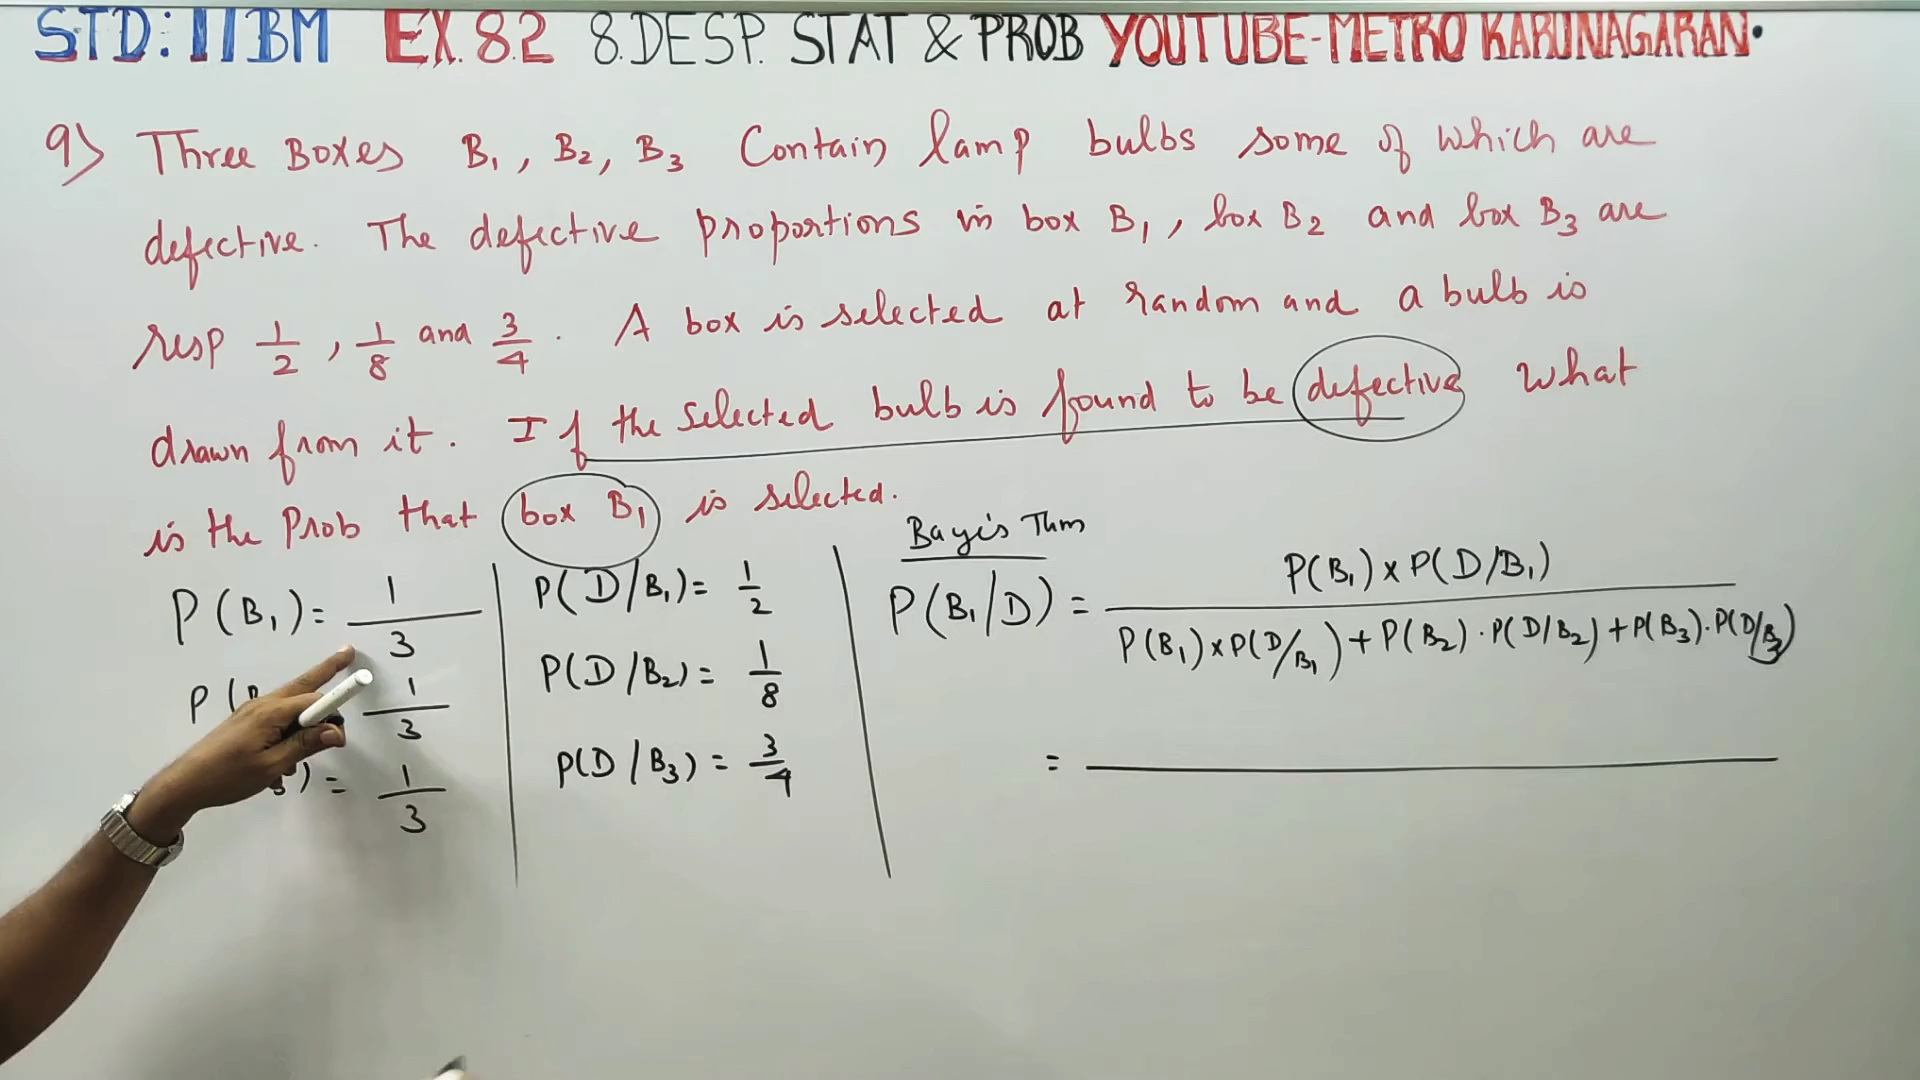 STD: 11 BM EX. 8.2 8. DESP. STAT & PROB YOUTUBE-METRO KARUNAGARAN.
9) Three Boxes B₁, B₂, B₃ Contain lamp bulbs some of which are
defective. The defective proportions in box B₁, box B₂ and box B₃ are
resp 1/2, 1/8 and 3/4. A box is selected at random and a bulb is
drawn from it. If the Selected bulb is found to be defective what
is the Prob that box B₁ is selected.
Baye's Thm
P(B₁) = 1/3
P(
) = 1/3
P(D/B₁) = 1/2
P(D/B₂) = 1/8
P(D/B₃) = 3/4
P(B₁/D) = P(B₁) x P(D/B₁) / P(B₁) x P(D/B₁) + P(B₂) · P(D/B₂) + P(B₃) · P(D/B₃)
=